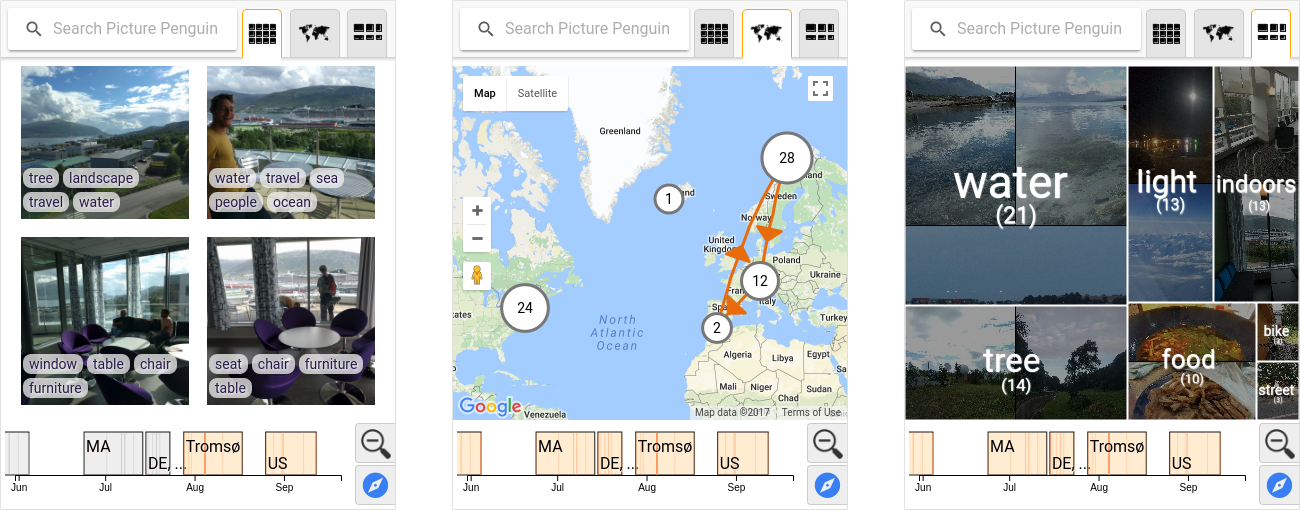 Search Picture Penguin
tree landscape
travel water
water travel sea
people ocean
window table chair
furniture
seat chair furniture
table
MA
DE, ...
Tromsø
US
Jun Jul Aug Sep
Search Picture Penguin
Map Satellite
Greenland
28
1
Sweden
Norway
United
Kingdom
Poland
12
Ukraine
Italy
24
2
North
Atlantic
Ocean
Turkey
Algeria Libya Egypt
Mali Niger Sudan
Chad
Google
Map data ©2017 Terms of Use
Venezuela
MA
DE, ...
Tromsø
US
Jun Jul Aug Sep
Search Picture Penguin
water
(21)
light
(13)
indoors
(13)
tree
(14)
food
(10)
bike
(3)
street
(3)
MA
DE, ...
Tromsø
US
Jun Jul Aug Sep